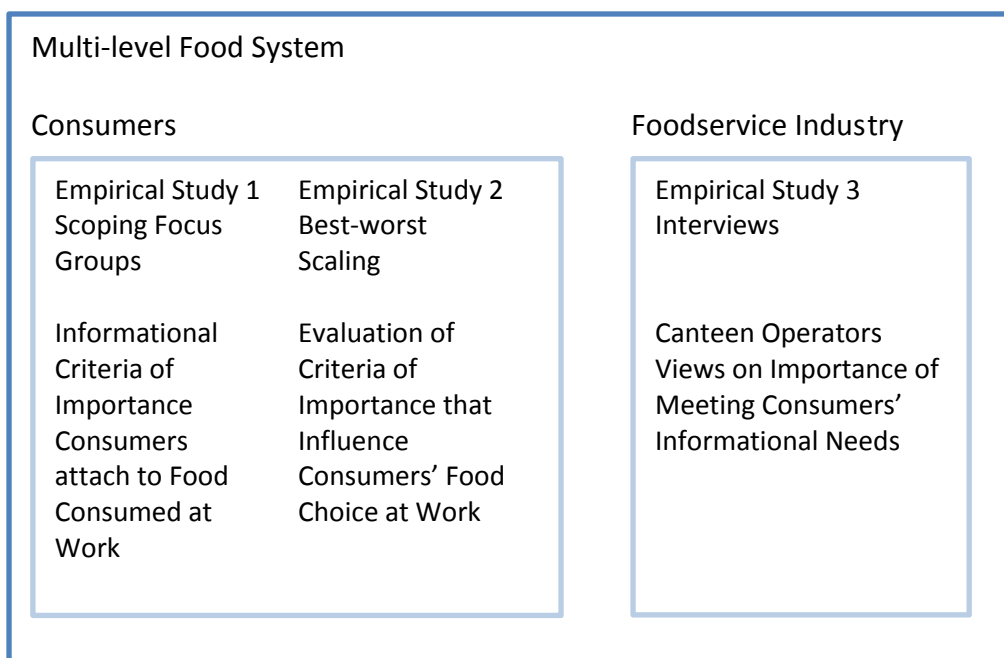 Multi-level Food System
Consumers
Empirical Study 1
Scoping Focus
Groups
Informational
Criteria of
Importance
Consumers
attach to Food
Consumed at
Work
Empirical Study 2
Best-worst
Scaling
Evaluation of
Criteria of
Importance that
Influence
Consumers’ Food
Choice at Work
Foodservice Industry
Empirical Study 3
Interviews
Canteen Operators
Views on Importance of
Meeting Consumers’
Informational Needs